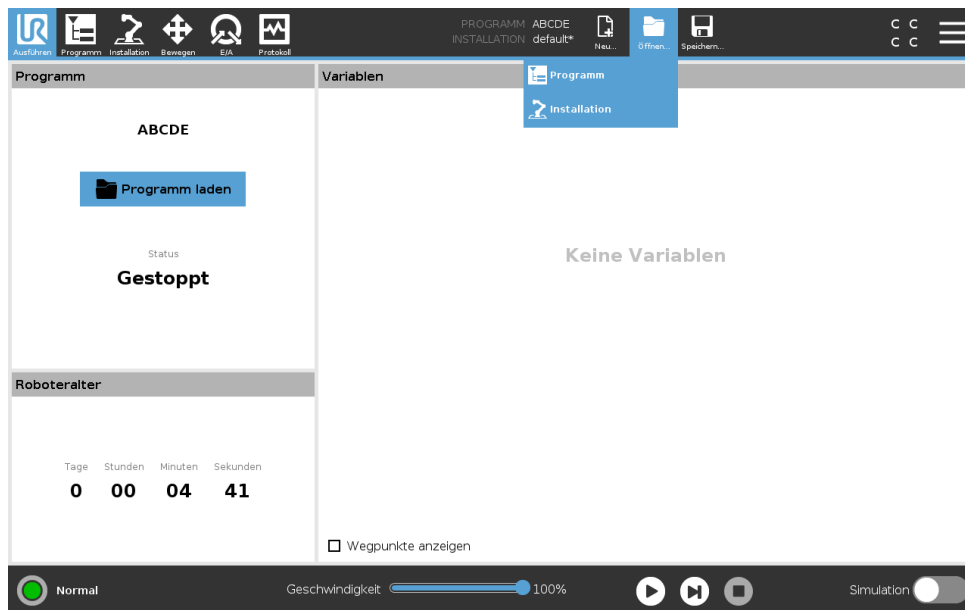 UR
PROGRAMM ABCDE
INSTALLATION default*
Ausführen Programm Installation Bewegen E/A Protokoll Neu... Öffnen... Speichern...
C C
C C
Programm
Installation
Programm
ABCDE
Programm laden
Status
Gestoppt
Variablen
Keine Variablen
Wegpunkte anzeigen
Roboteralter
Tage Stunden Minuten Sekunden
0 00 04 41
Normal Geschwindigkeit 100% Simulation